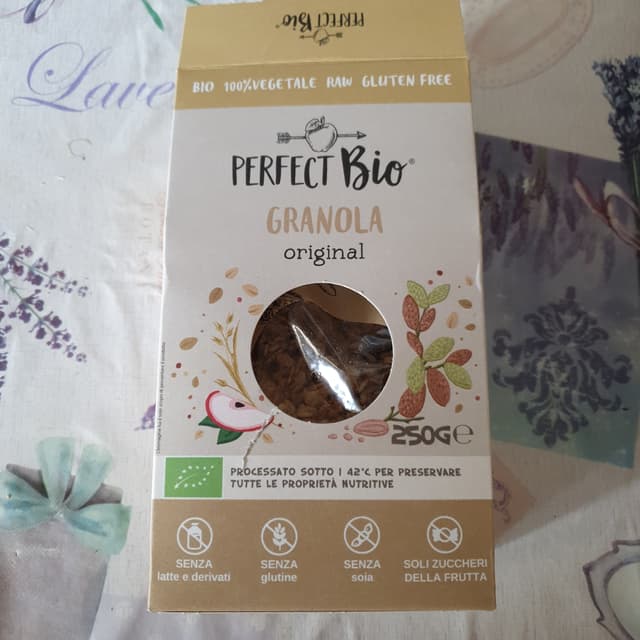 PERFECT Bio
BIO 100% VEGETALE RAW GLUTEN FREE
PERFECT Bio®
GRANOLA
original
250G e
PROCESSATO SOTTO I 42°C PER PRESERVARE
TUTTE LE PROPRIETÀ NUTRITIVE
SENZA
latte e derivati
SENZA
glutine
SENZA
soia
SOLI ZUCCHERI
DELLA FRUTTA
Lave